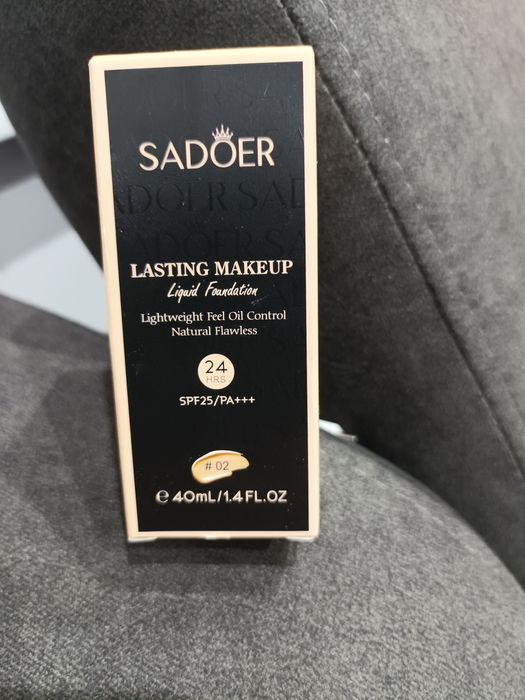 SADOER
LASTING MAKEUP
Liquid Foundation
Lightweight Feel Oil Control
Natural Flawless
24
HRS
SPF25/PA+++
# 02
℮ 40mL/1.4 FL.OZ